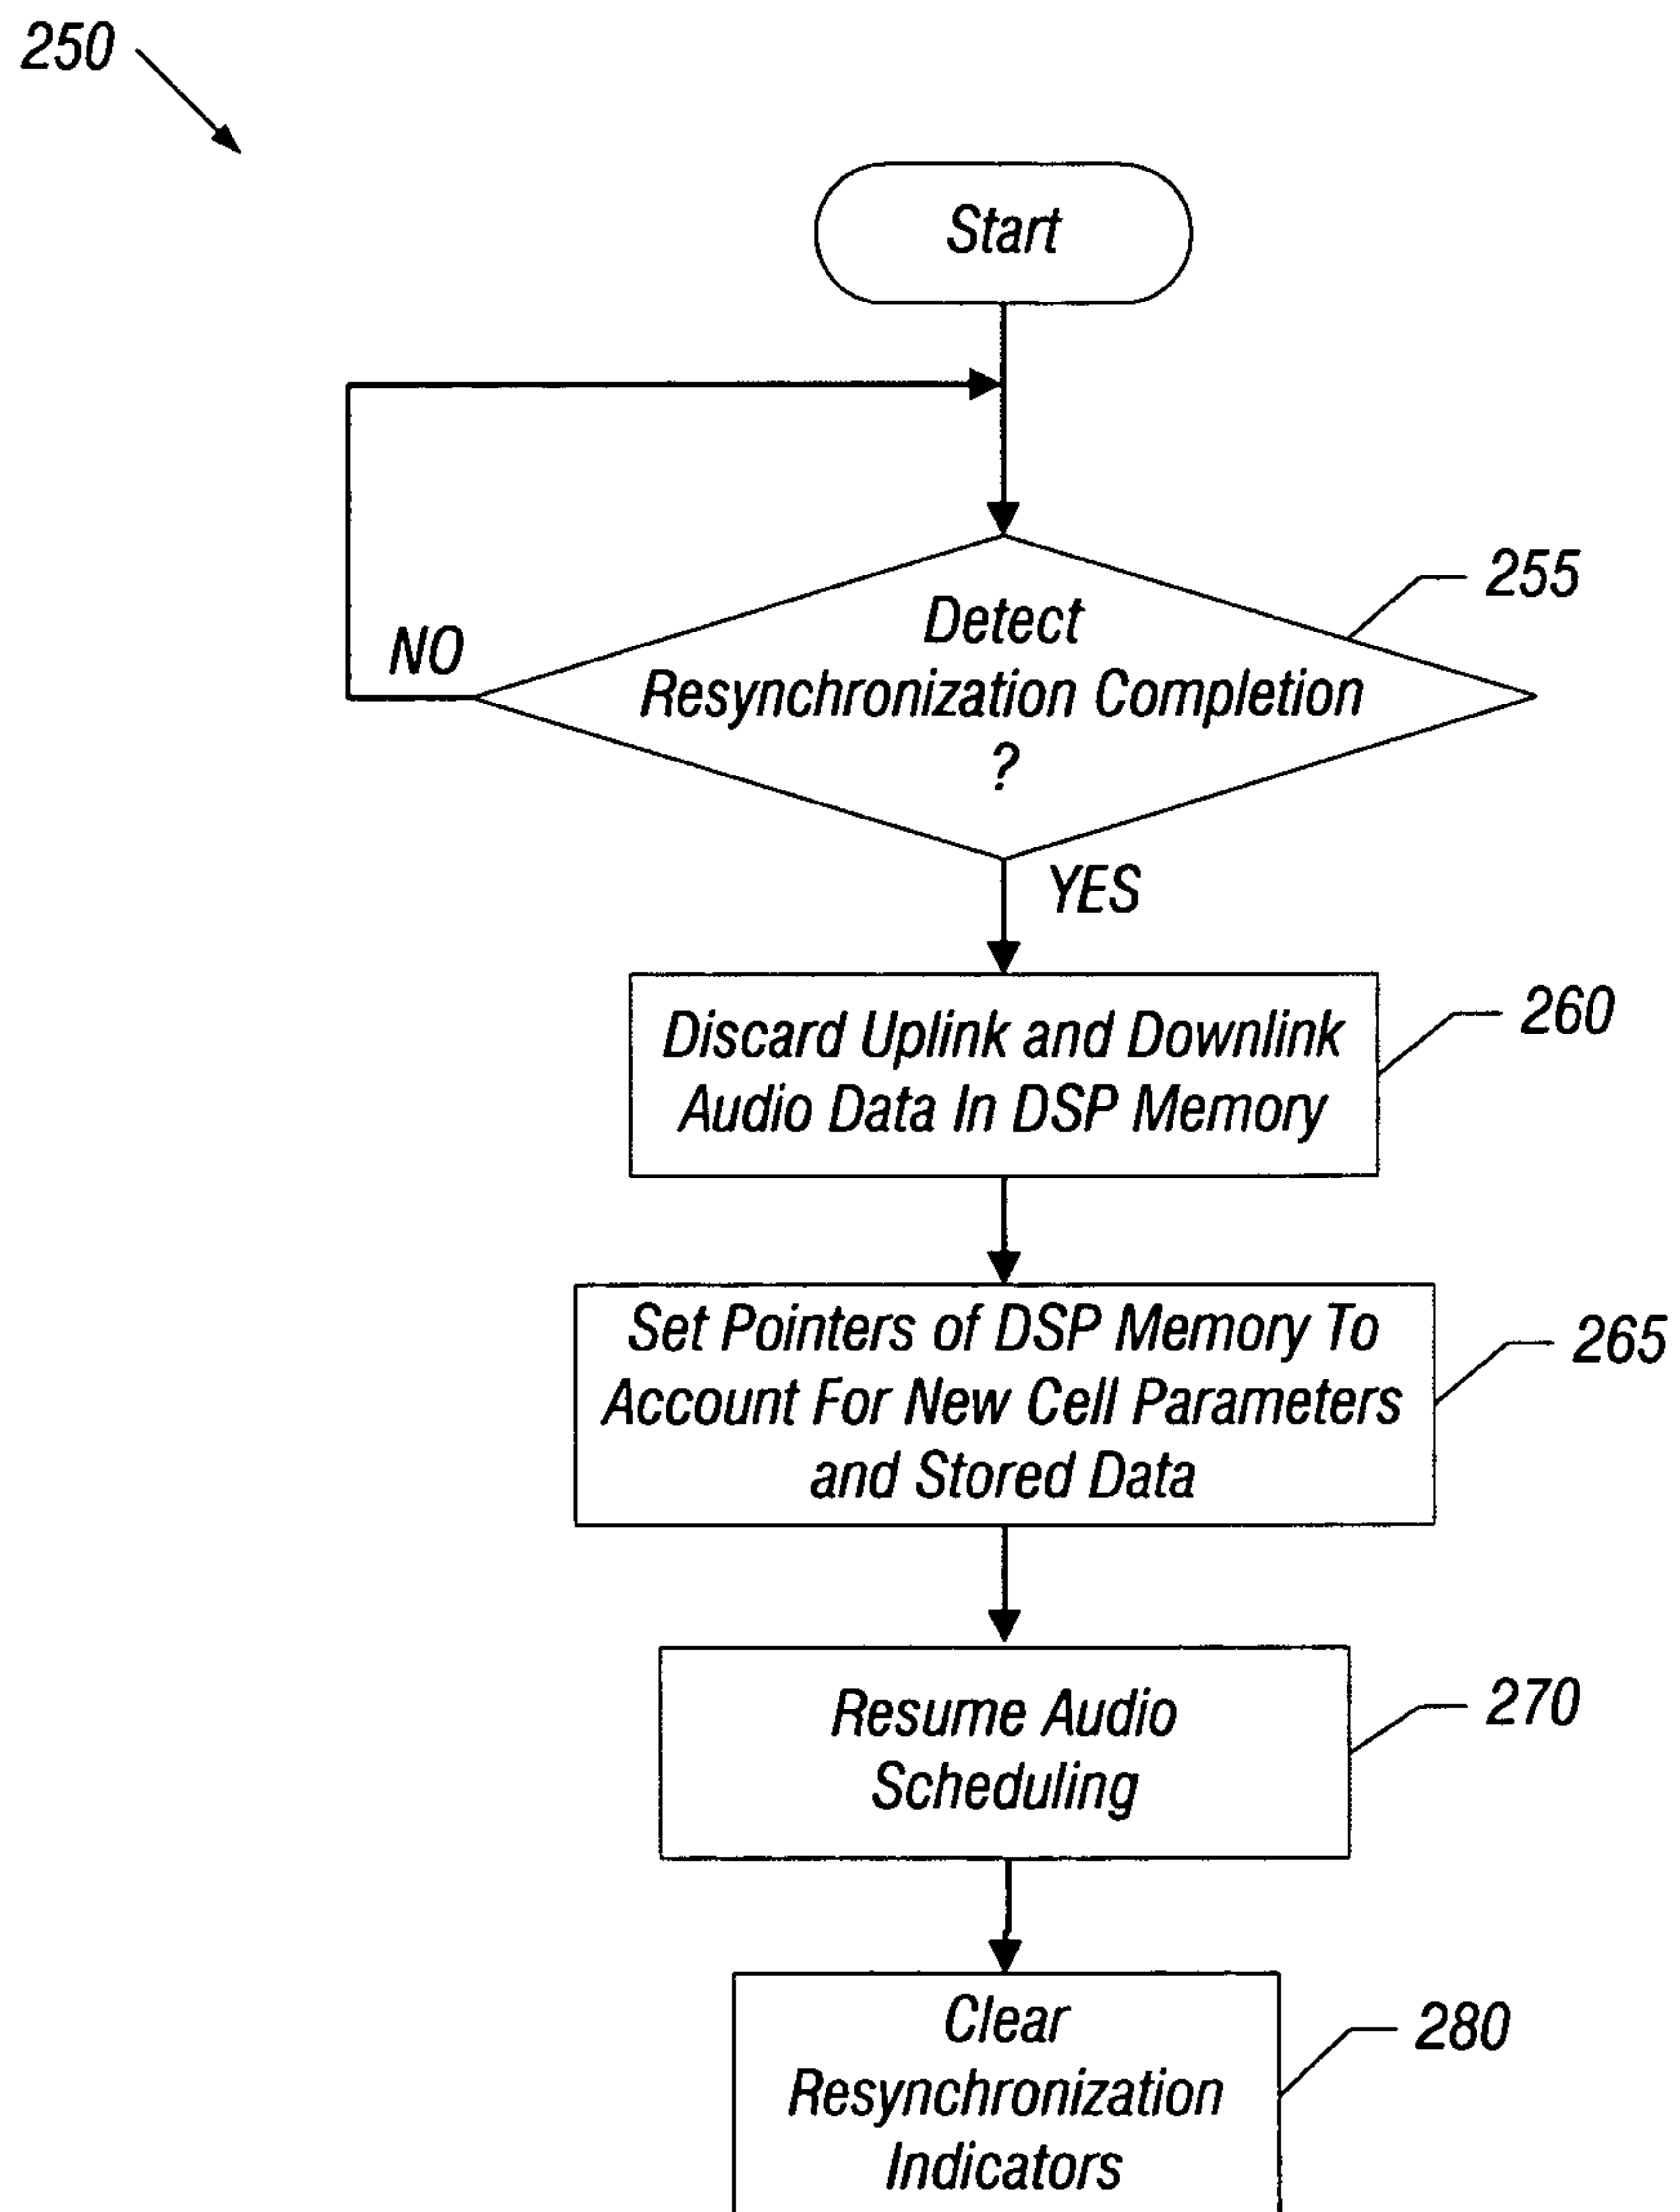 250
Start
Detect
Resynchronization Completion
?
255
NO
YES
Discard Uplink and Downlink
Audio Data In DSP Memory
260
Set Pointers of DSP Memory To
Account For New Cell Parameters
and Stored Data
265
Resume Audio
Scheduling
270
Clear
Resynchronization
Indicators
280